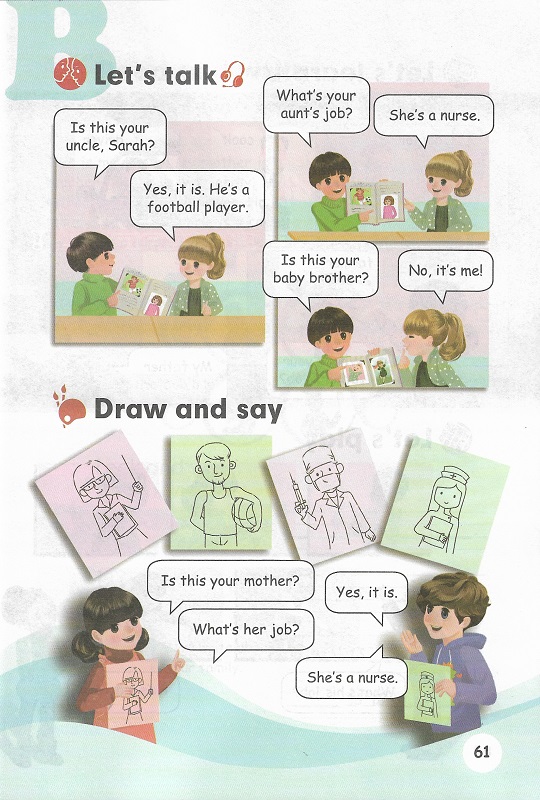 B
Let's talk
Is this your
uncle, Sarah?
Yes, it is. He's a
football player.
What's your
aunt's job?
She's a nurse.
Is this your
baby brother?
No, it's me!
Draw and say
Is this your mother?
Yes, it is.
What's her job?
She's a nurse.
61